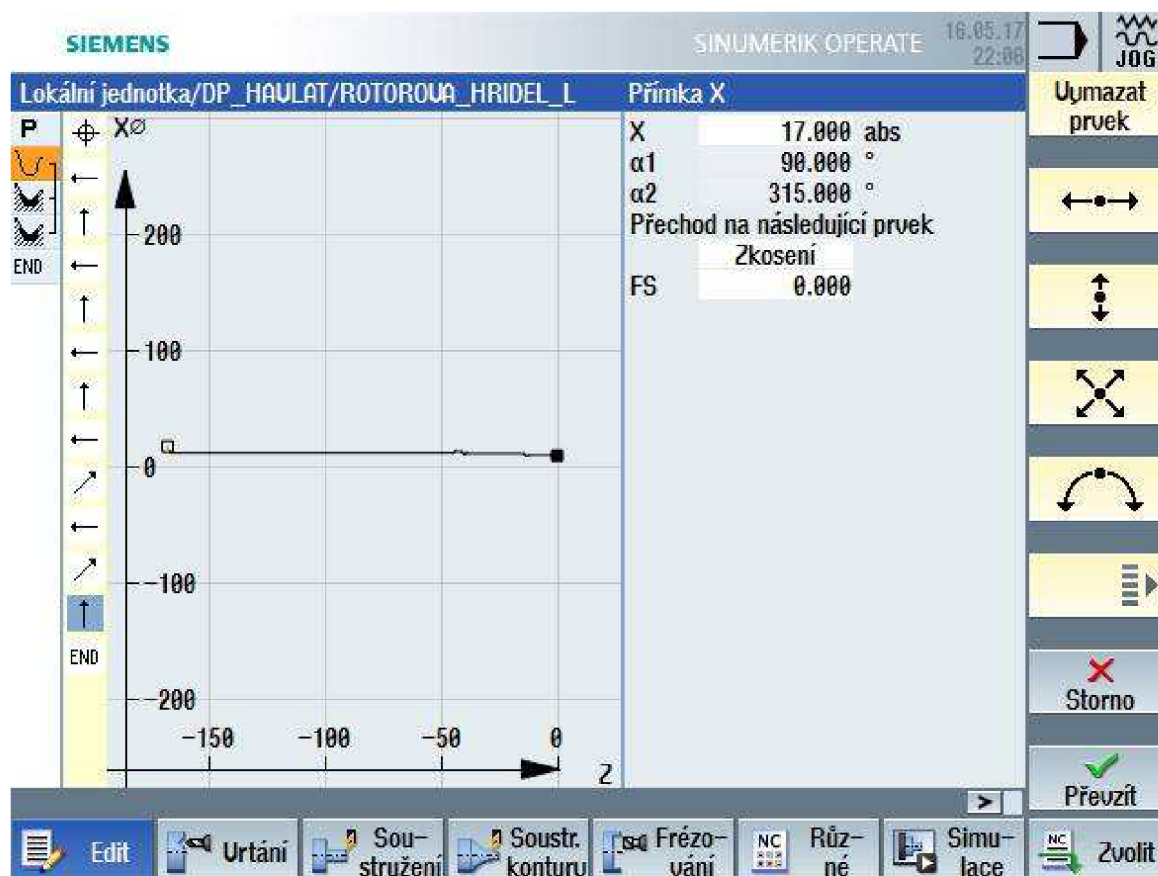 SIEMENS
SINUMERIK OPERATE
16.05.17
22:06
JOG
Lokální jednotka/DP_HAVLAT/ROTOROVA_HRIDEL_L
Přímka X
Vymazat
prvek
P
X∅
END
200
100
0
-100
-200
-150
-100
-50
0
Z
END
X 17.000 abs
α1 90.000 °
α2 315.000 °
Přechod na následující prvek
Zkosení
FS 0.000
Storno
Převzít
>
Edit
Vrtání
Sou-
stružení
Soustr.
konturu
Frézo-
vání
NC
Růz-
né
Simu-
lace
NC
Zvolit